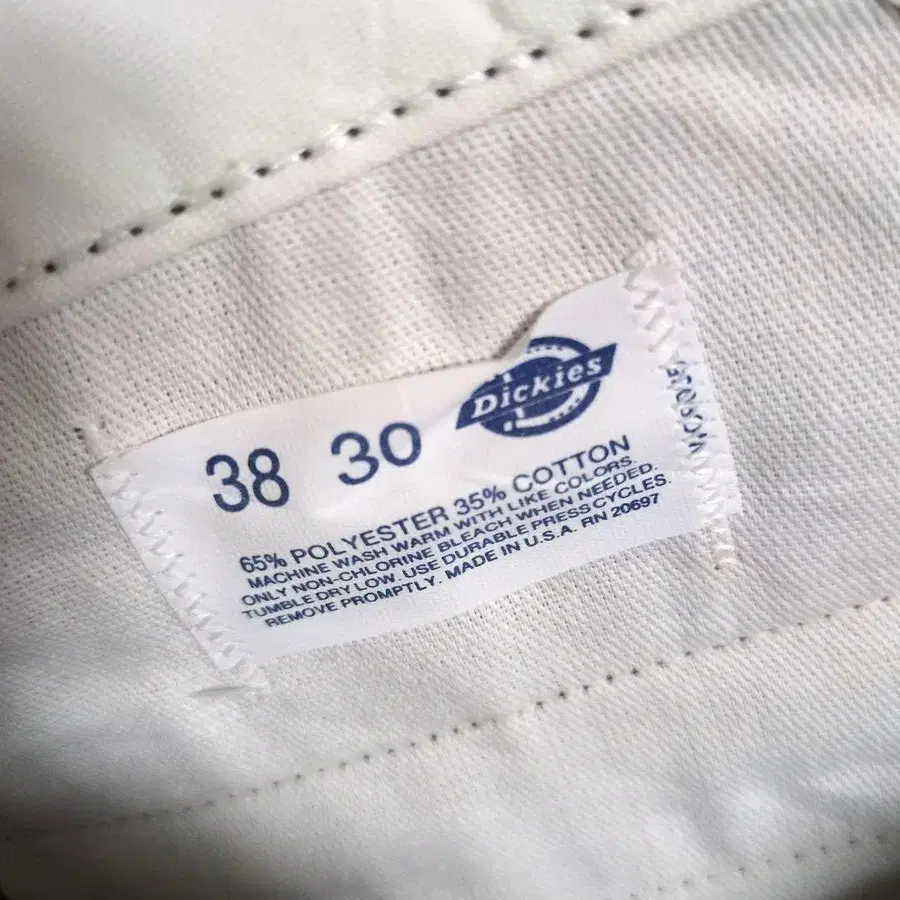 38 30 Dickies
65% POLYESTER 35% COTTON
MACHINE WASH WARM WITH LIKE COLORS.
ONLY NON-CHLORINE BLEACH WHEN NEEDED.
TUMBLE DRY LOW. USE DURABLE PRESS CYCLES.
REMOVE PROMPTLY. MADE IN U.S.A. RN 20697